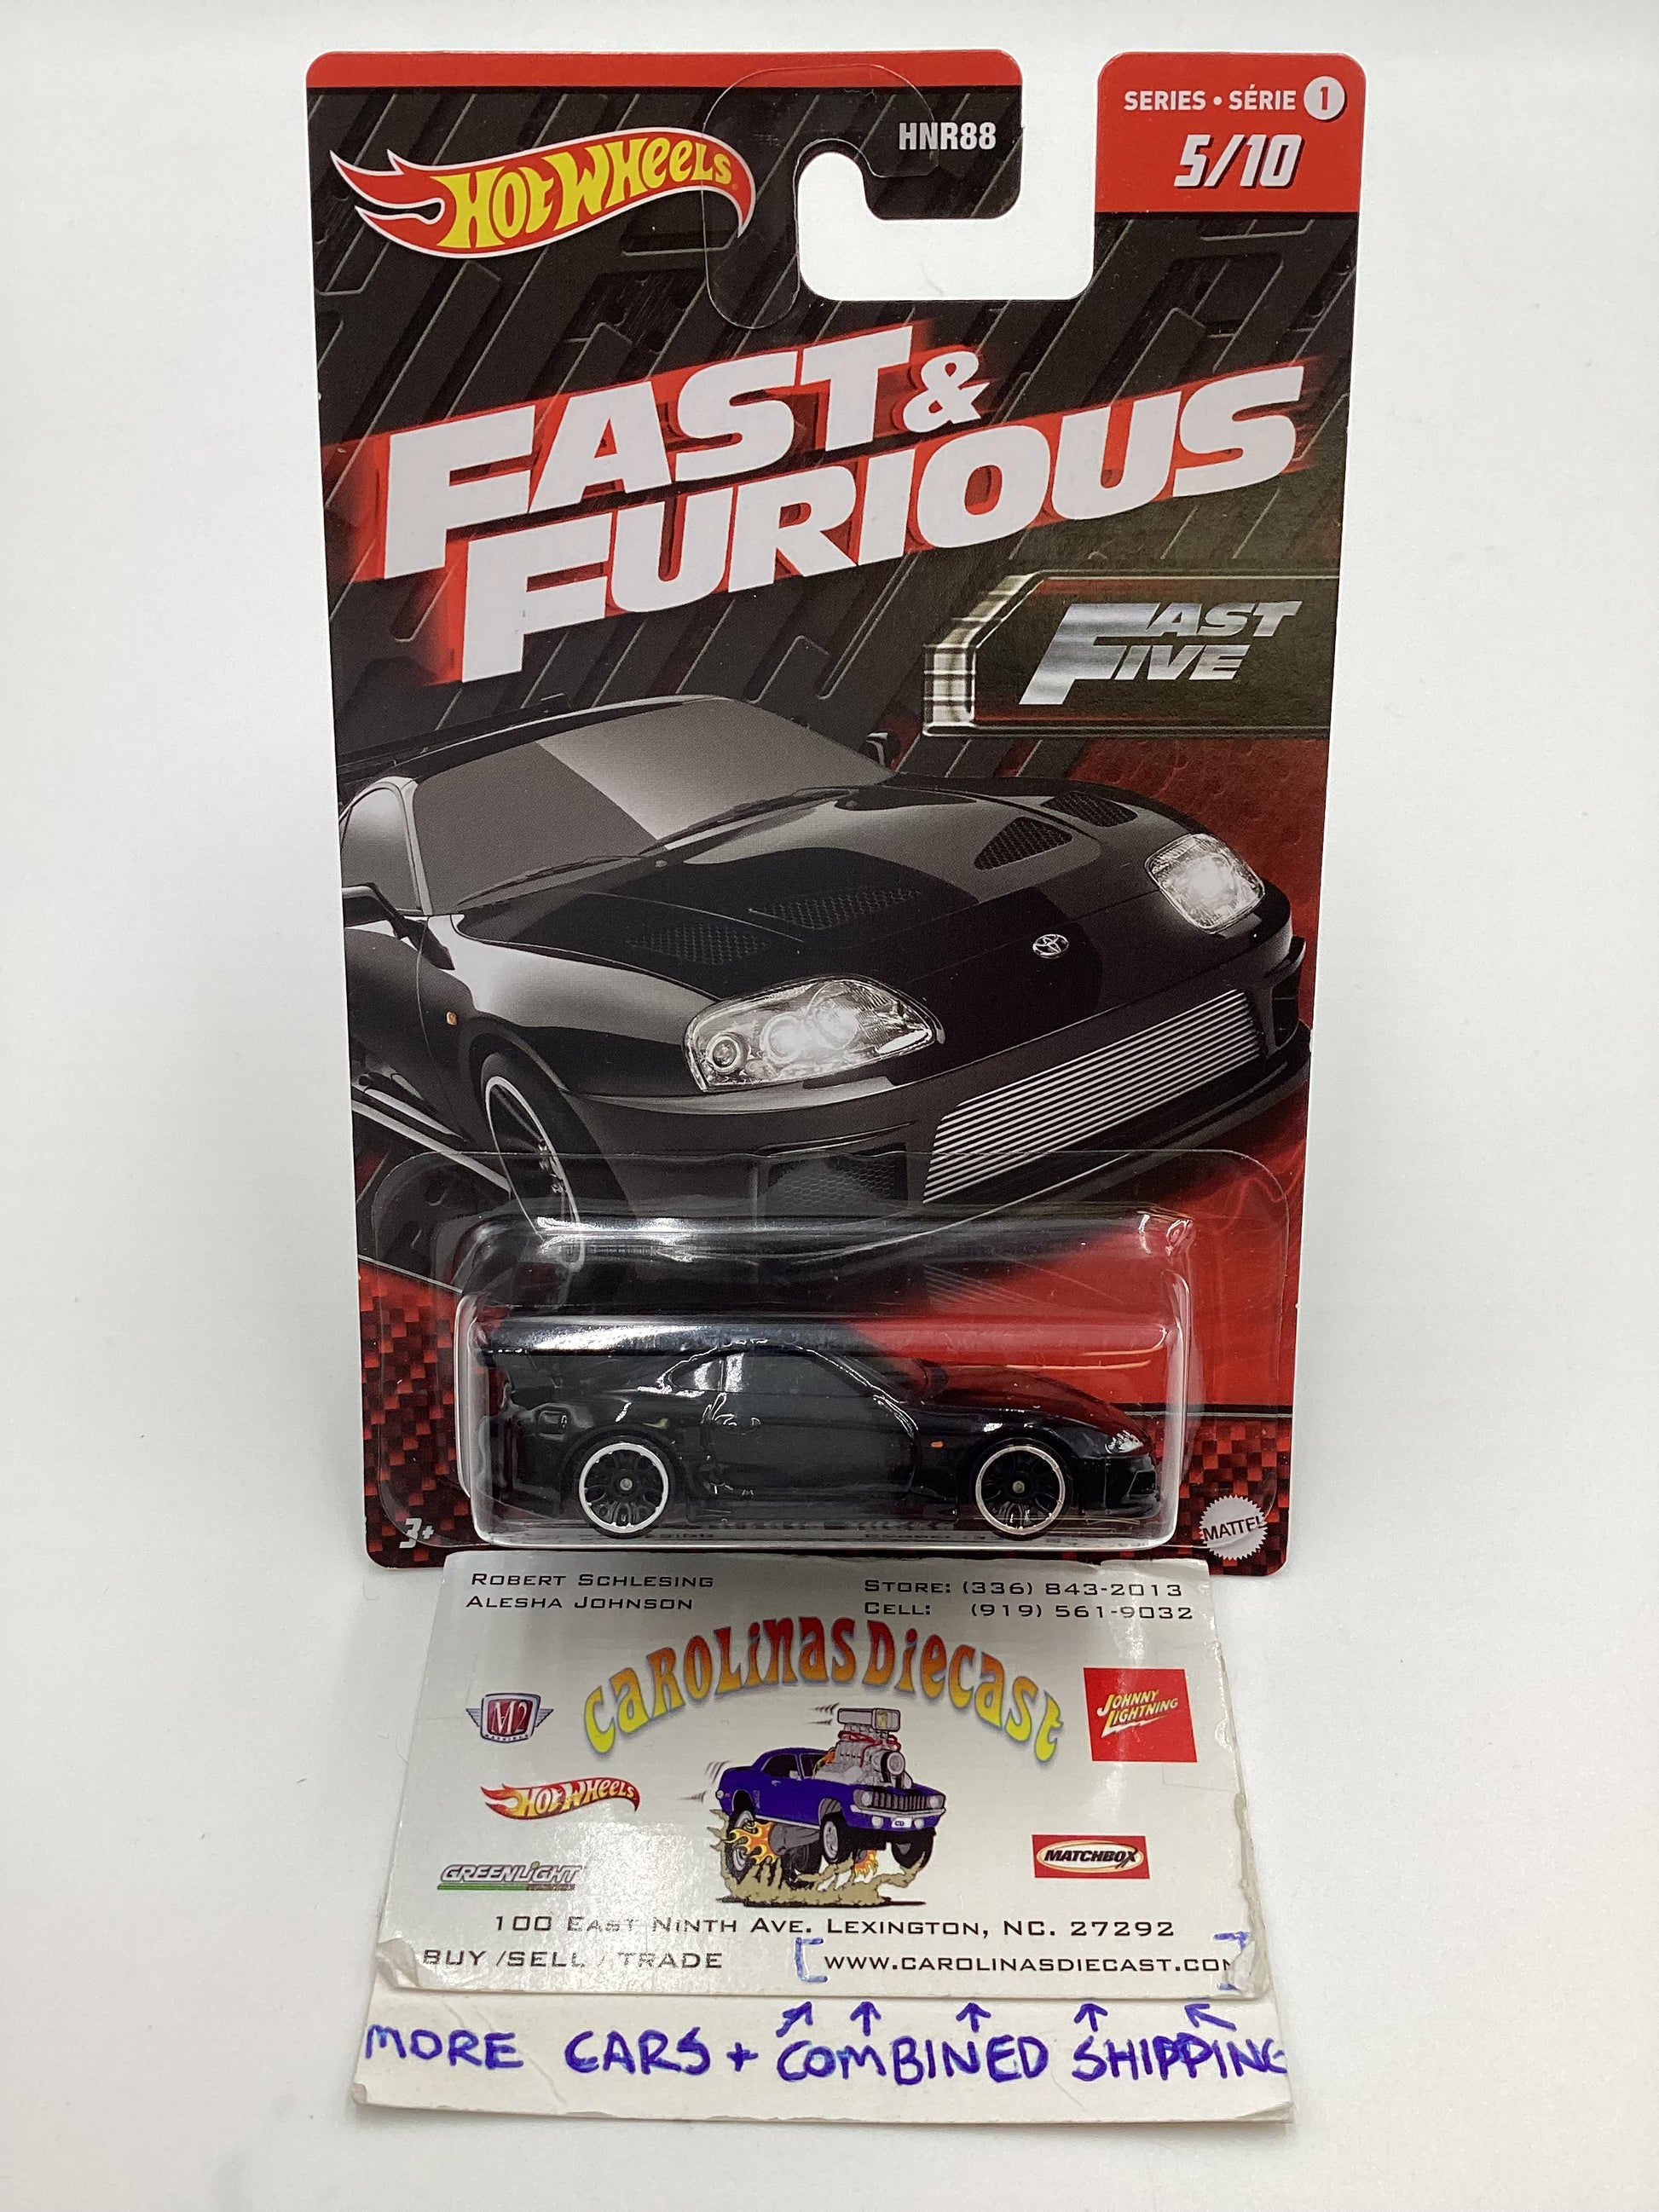 HOT WHEELS
HNR88
SERIES • SÉRIE 1
5/10
FAST &
FURIOUS
FAST
FIVE
3+
MATTEL
ROBERT SCHLESING
ALESHA JOHNSON
STORE: (336) 843-2013
CELL: (919) 561-9032
CAROLINAS DIECAST
M2
JOHNNY
LIGHTNING
HOT WHEELS
CD
GREENLIGHT
MATCHBOX
100 EAST NINTH AVE. LEXINGTON, NC. 27292
BUY /SELL / TRADE
[WWW.CAROLINASDIECAST.COM]
MORE CARS + COMBINED SHIPPING